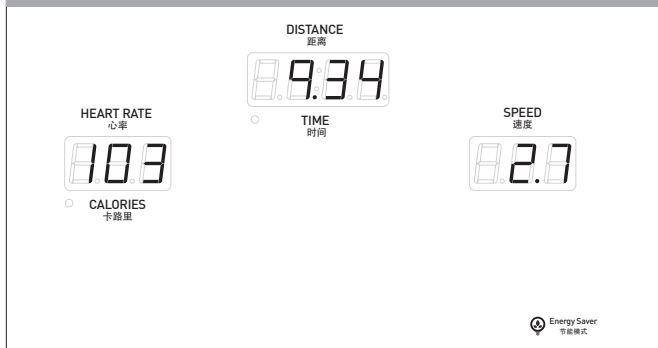 DISTANCE
距离
9.34
TIME
时间
HEART RATE
心率
103
CALORIES
卡路里
SPEED
速度
2.7
Energy Saver
节能模式